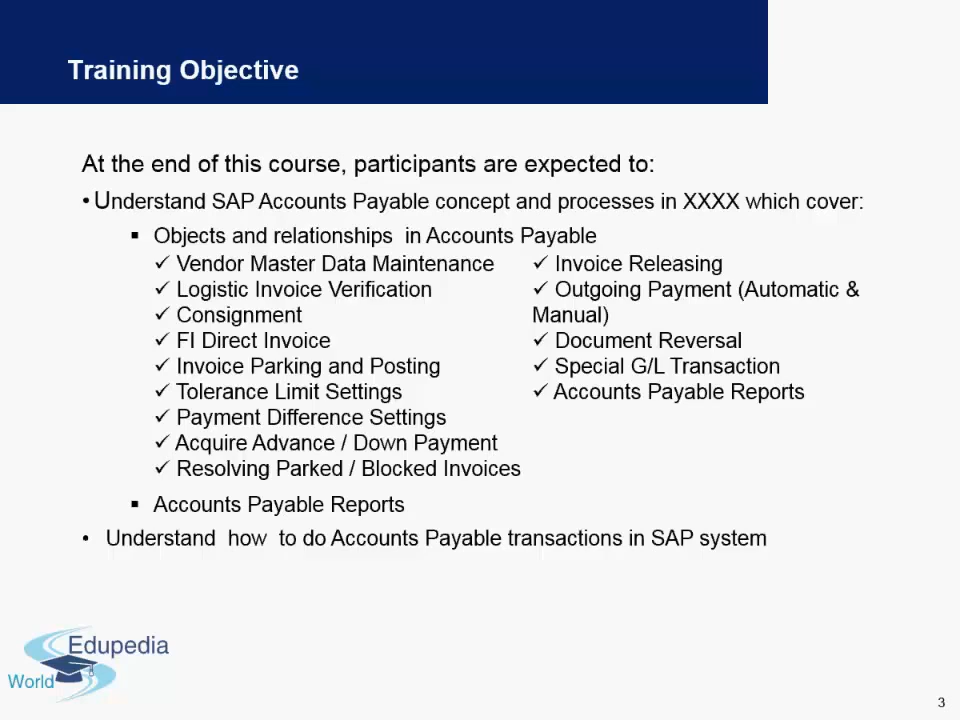 Training Objective
At the end of this course, participants are expected to:
• Understand SAP Accounts Payable concept and processes in XXXX which cover:
▪ Objects and relationships in Accounts Payable
✓ Vendor Master Data Maintenance
✓ Logistic Invoice Verification
✓ Consignment
✓ FI Direct Invoice
✓ Invoice Parking and Posting
✓ Tolerance Limit Settings
✓ Payment Difference Settings
✓ Acquire Advance / Down Payment
✓ Resolving Parked / Blocked Invoices
✓ Invoice Releasing
✓ Outgoing Payment (Automatic &
Manual)
✓ Document Reversal
✓ Special G/L Transaction
✓ Accounts Payable Reports
▪ Accounts Payable Reports
• Understand how to do Accounts Payable transactions in SAP system
Edupedia
World
3